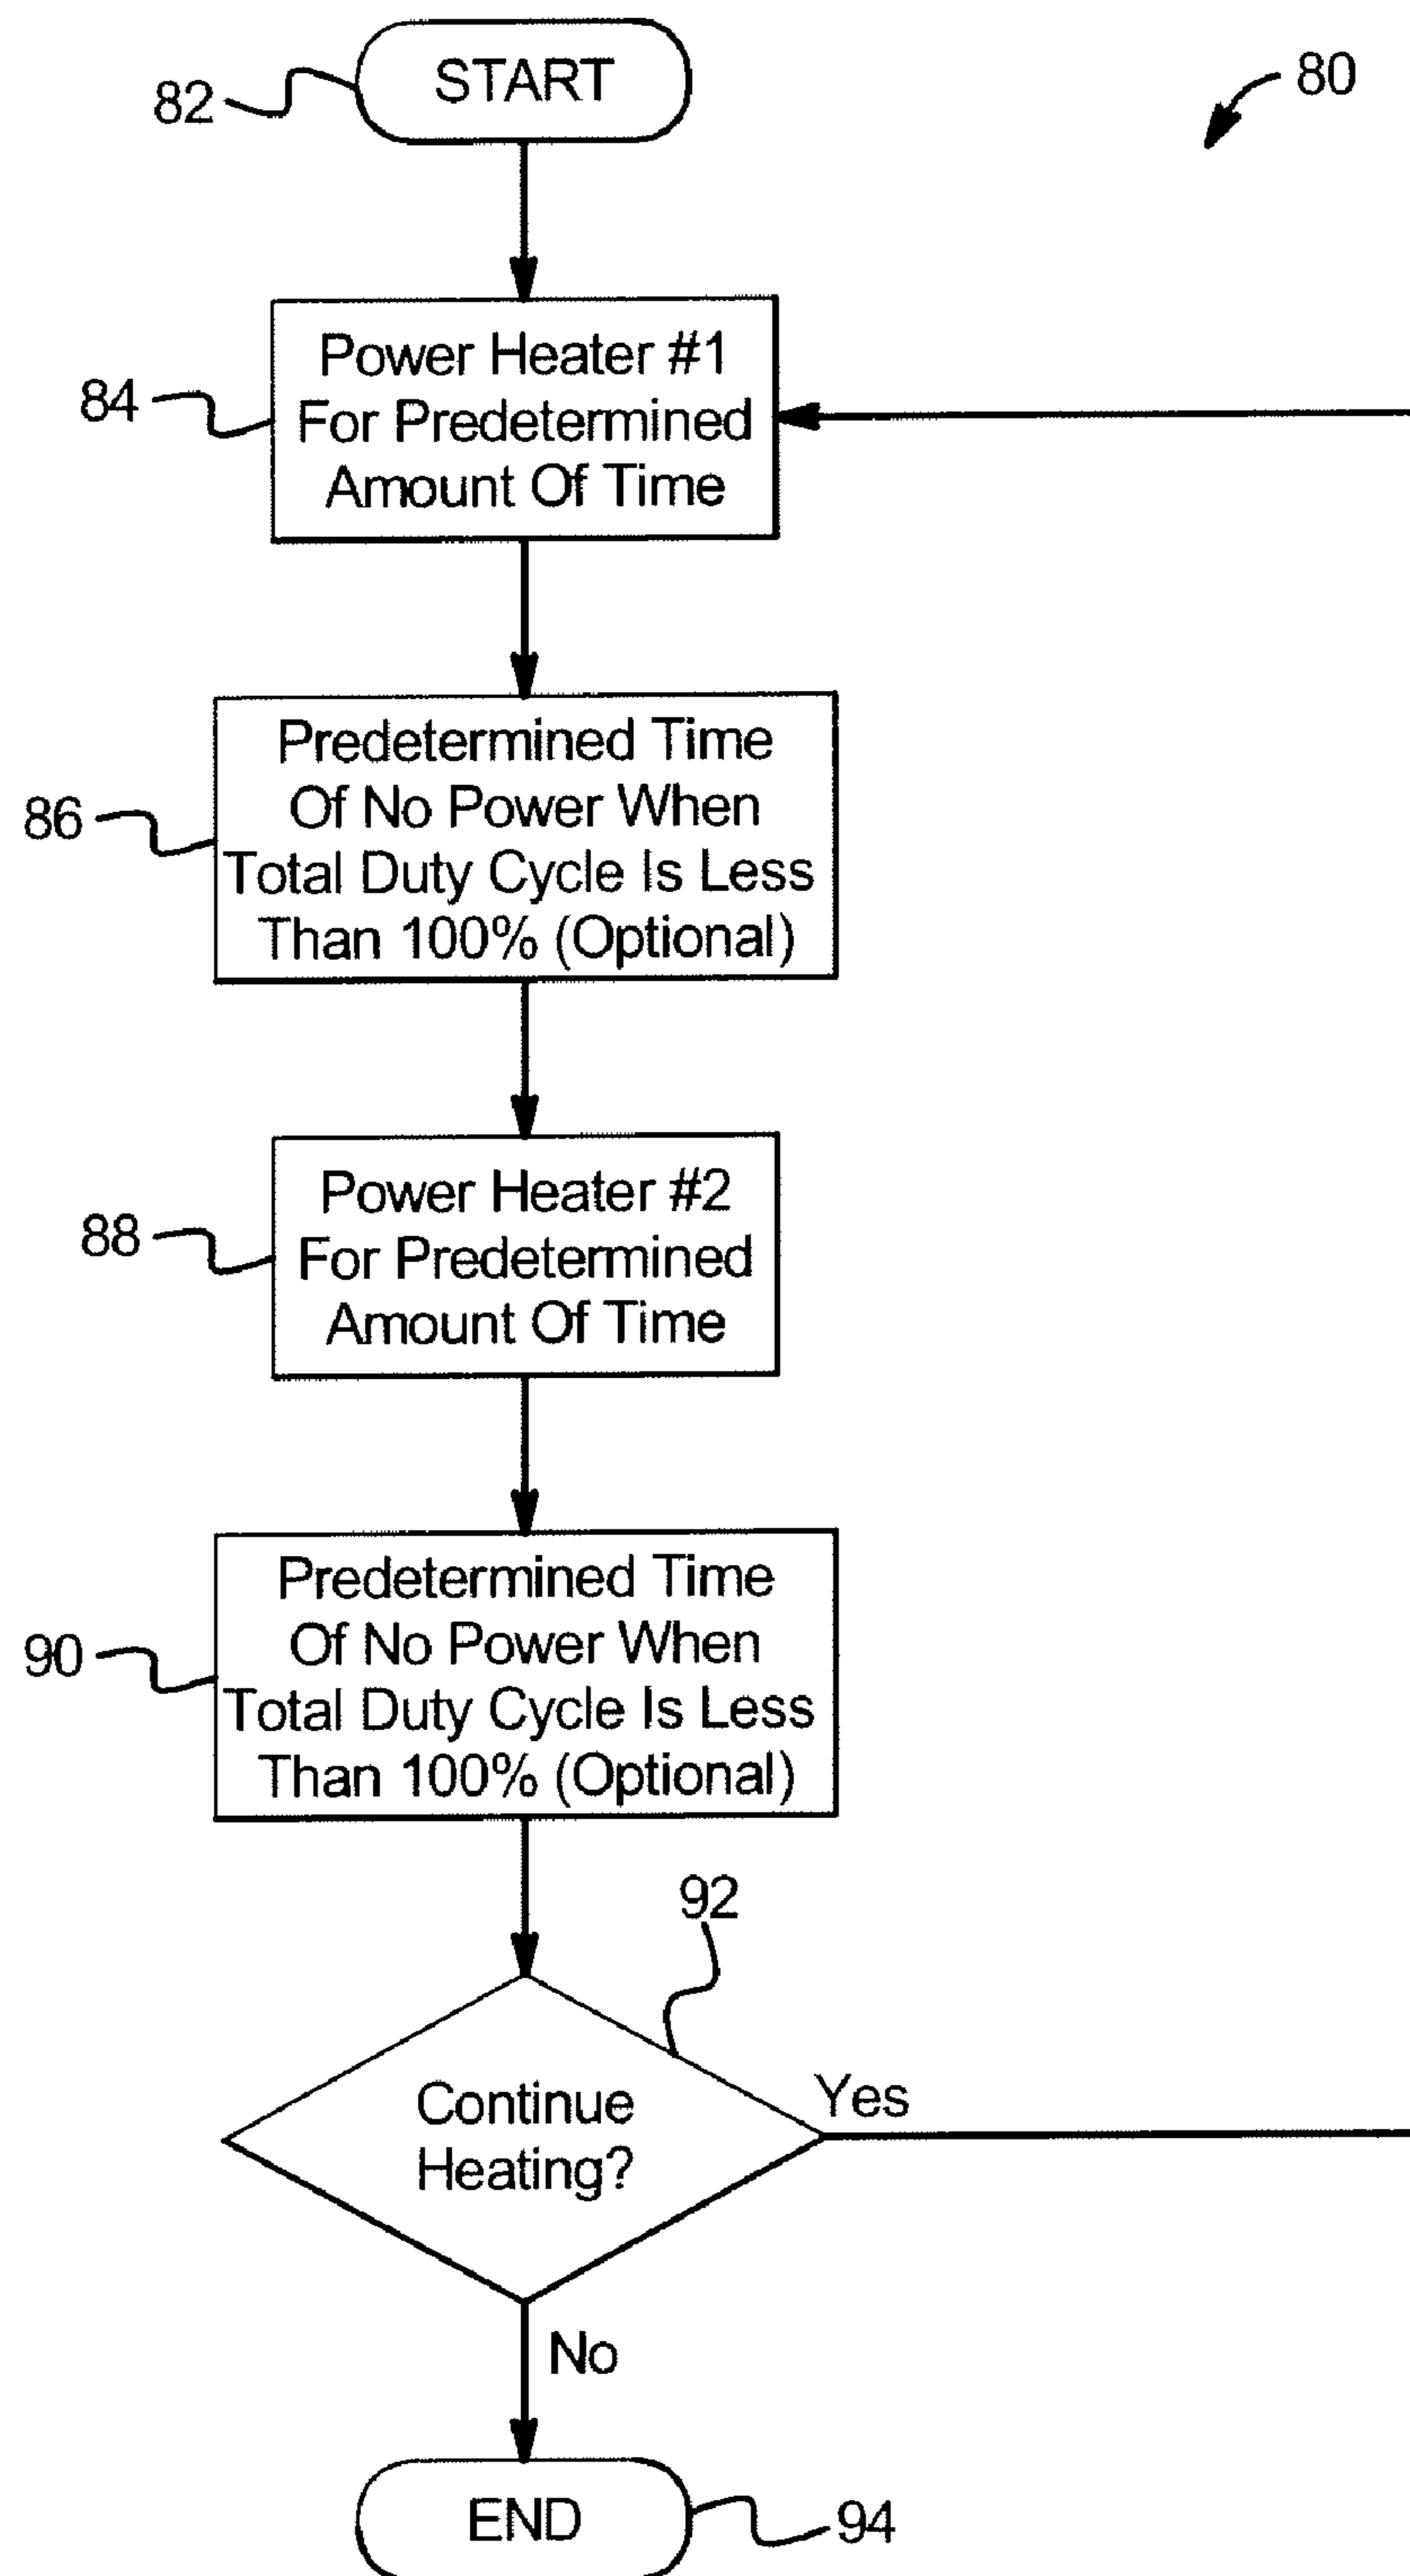 START
82
80
Power Heater #1
For Predetermined
Amount Of Time
84
Predetermined Time
Of No Power When
Total Duty Cycle Is Less
Than 100% (Optional)
86
Power Heater #2
For Predetermined
Amount Of Time
88
Predetermined Time
Of No Power When
Total Duty Cycle Is Less
Than 100% (Optional)
90
92
Continue
Heating?
Yes
No
END
94